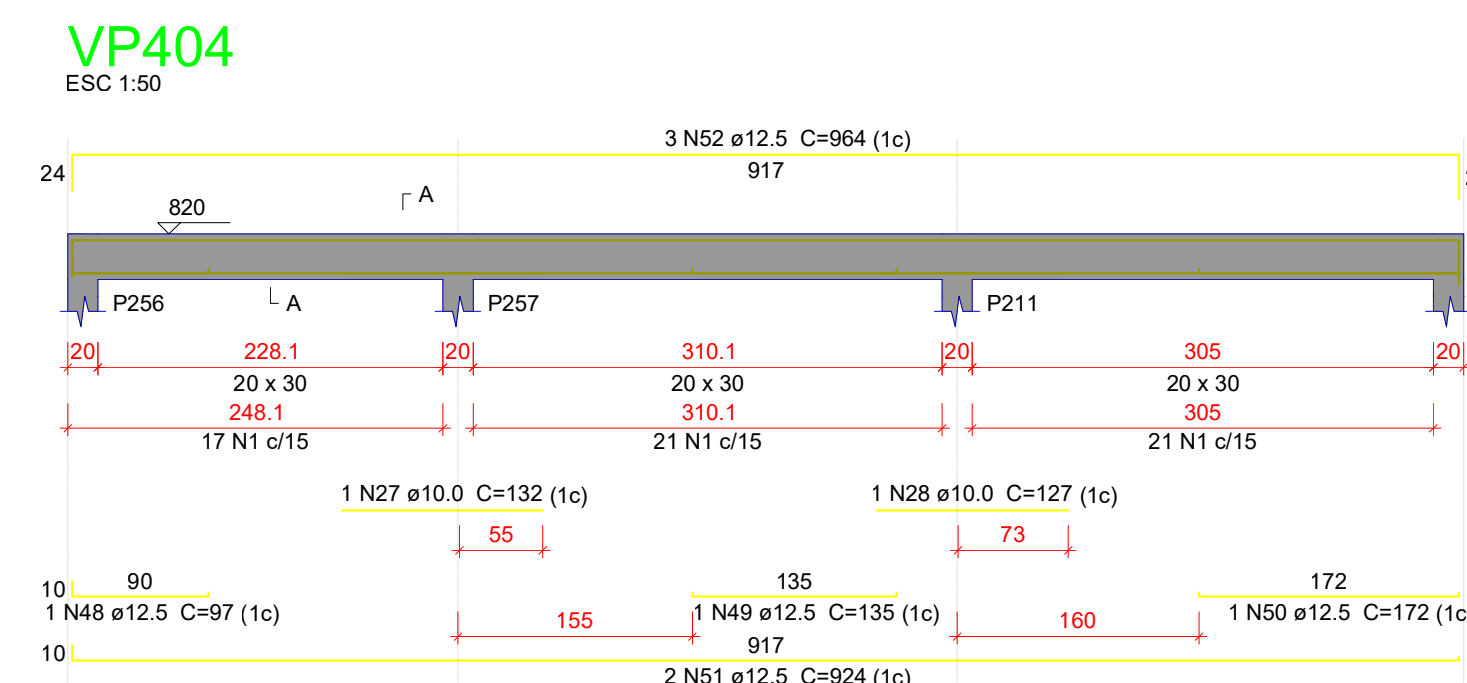 VP404
ESC 1:50
3 N52 ø12.5 C=964 (1c)
24
917
A
820
P256
A
P257
P211
20 228.1 20 310.1 20 305 20
20 x 30 20 x 30 20 x 30
248.1 310.1 305
17 N1 c/15 21 N1 c/15 21 N1 c/15
1 N27 ø10.0 C=132 (1c) 1 N28 ø10.0 C=127 (1c)
55 73
10 90 135 172
1 N48 ø12.5 C=97 (1c) 1 N49 ø12.5 C=135 (1c) 1 N50 ø12.5 C=172 (1c
155 160
10 917
2 N51 ø12.5 C=924 (1c)